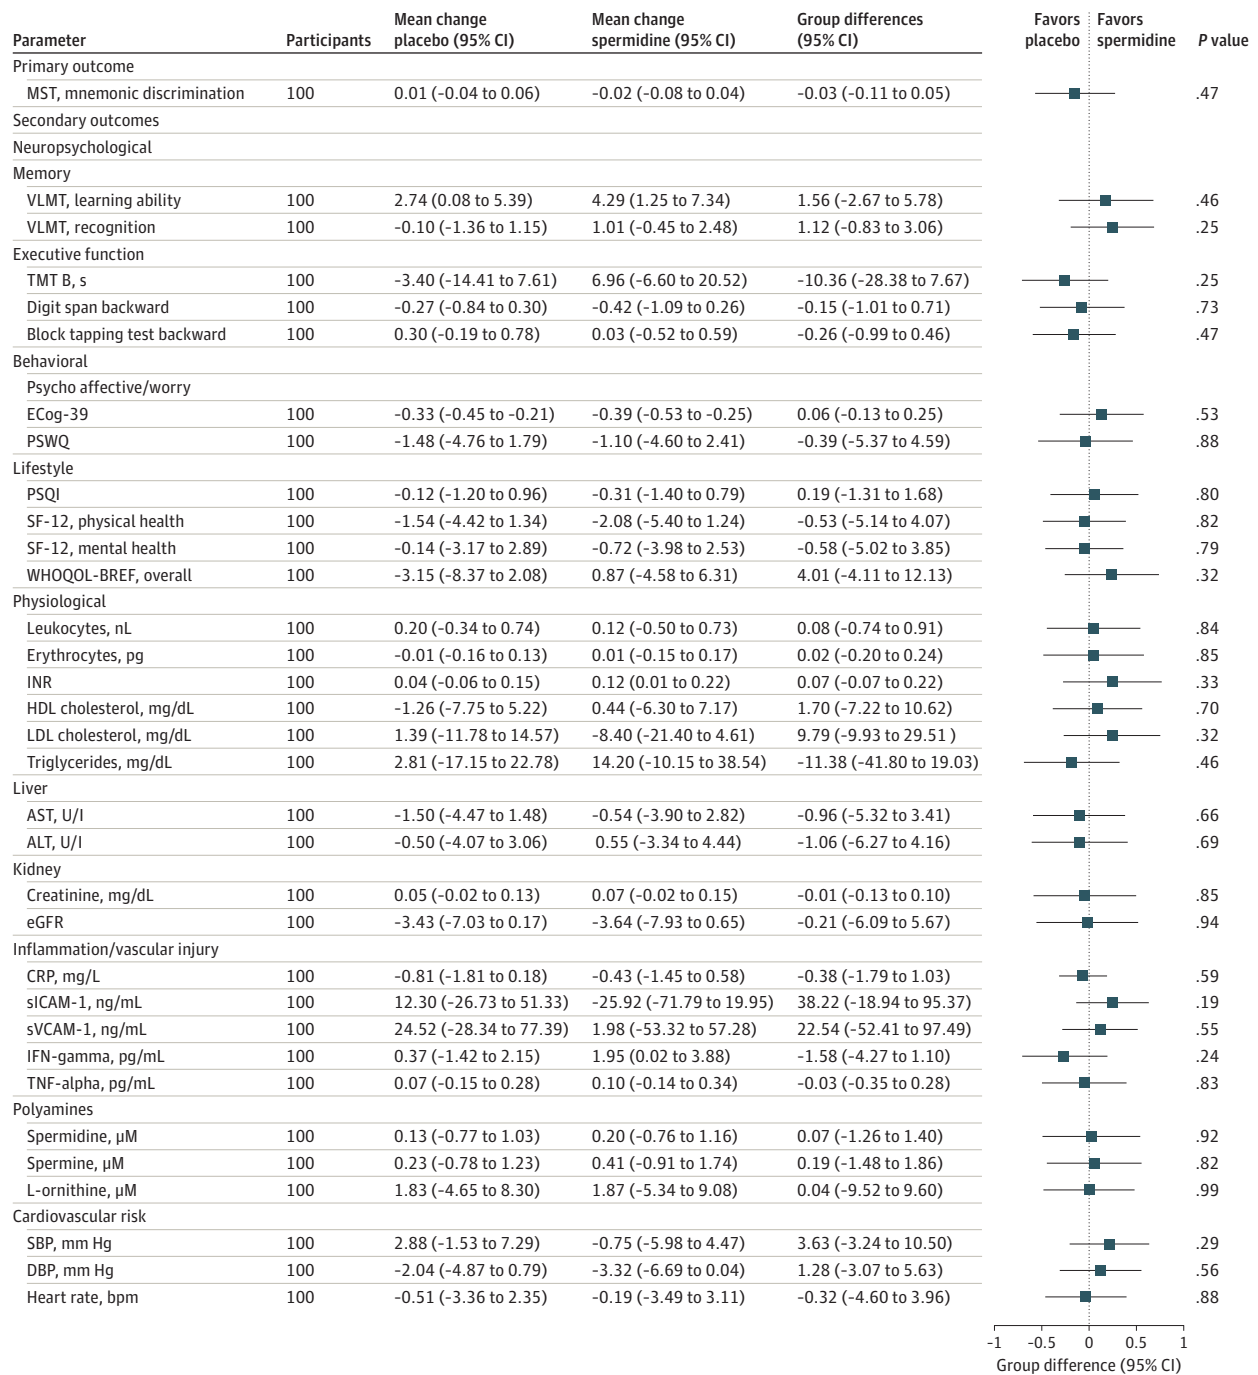 Parameter Participants Mean change placebo (95% CI) Mean change spermidine (95% CI) Group differences (95% CI) Favors placebo Favors spermidine P value
Primary outcome
MST, mnemonic discrimination 100 0.01 (-0.04 to 0.06) -0.02 (-0.08 to 0.04) -0.03 (-0.11 to 0.05) .47
Secondary outcomes
Neuropsychological
Memory
VLMT, learning ability 100 2.74 (0.08 to 5.39) 4.29 (1.25 to 7.34) 1.56 (-2.67 to 5.78) .46
VLMT, recognition 100 -0.10 (-1.36 to 1.15) 1.01 (-0.45 to 2.48) 1.12 (-0.83 to 3.06) .25
Executive function
TMT B, s 100 -3.40 (-14.41 to 7.61) 6.96 (-6.60 to 20.52) -10.36 (-28.38 to 7.67) .25
Digit span backward 100 -0.27 (-0.84 to 0.30) -0.42 (-1.09 to 0.26) -0.15 (-1.01 to 0.71) .73
Block tapping test backward 100 0.30 (-0.19 to 0.78) 0.03 (-0.52 to 0.59) -0.26 (-0.99 to 0.46) .47
Behavioral
Psycho affective/worry
ECog-39 100 -0.33 (-0.45 to -0.21) -0.39 (-0.53 to -0.25) 0.06 (-0.13 to 0.25) .53
PSWQ 100 -1.48 (-4.76 to 1.79) -1.10 (-4.60 to 2.41) -0.39 (-5.37 to 4.59) .88
Lifestyle
PSQI 100 -0.12 (-1.20 to 0.96) -0.31 (-1.40 to 0.79) 0.19 (-1.31 to 1.68) .80
SF-12, physical health 100 -1.54 (-4.42 to 1.34) -2.08 (-5.40 to 1.24) -0.53 (-5.14 to 4.07) .82
SF-12, mental health 100 -0.14 (-3.17 to 2.89) -0.72 (-3.98 to 2.53) -0.58 (-5.02 to 3.85) .79
WHOQOL-BREF, overall 100 -3.15 (-8.37 to 2.08) 0.87 (-4.58 to 6.31) 4.01 (-4.11 to 12.13) .32
Physiological
Leukocytes, nL 100 0.20 (-0.34 to 0.74) 0.12 (-0.50 to 0.73) 0.08 (-0.74 to 0.91) .84
Erythrocytes, pg 100 -0.01 (-0.16 to 0.13) 0.01 (-0.15 to 0.17) 0.02 (-0.20 to 0.24) .85
INR 100 0.04 (-0.06 to 0.15) 0.12 (0.01 to 0.22) 0.07 (-0.07 to 0.22) .33
HDL cholesterol, mg/dL 100 -1.26 (-7.75 to 5.22) 0.44 (-6.30 to 7.17) 1.70 (-7.22 to 10.62) .70
LDL cholesterol, mg/dL 100 1.39 (-11.78 to 14.57) -8.40 (-21.40 to 4.61) 9.79 (-9.93 to 29.51 ) .32
Triglycerides, mg/dL 100 2.81 (-17.15 to 22.78) 14.20 (-10.15 to 38.54) -11.38 (-41.80 to 19.03) .46
Liver
AST, U/I 100 -1.50 (-4.47 to 1.48) -0.54 (-3.90 to 2.82) -0.96 (-5.32 to 3.41) .66
ALT, U/I 100 -0.50 (-4.07 to 3.06) 0.55 (-3.34 to 4.44) -1.06 (-6.27 to 4.16) .69
Kidney
Creatinine, mg/dL 100 0.05 (-0.02 to 0.13) 0.07 (-0.02 to 0.15) -0.01 (-0.13 to 0.10) .85
eGFR 100 -3.43 (-7.03 to 0.17) -3.64 (-7.93 to 0.65) -0.21 (-6.09 to 5.67) .94
Inflammation/vascular injury
CRP, mg/L 100 -0.81 (-1.81 to 0.18) -0.43 (-1.45 to 0.58) -0.38 (-1.79 to 1.03) .59
sICAM-1, ng/mL 100 12.30 (-26.73 to 51.33) -25.92 (-71.79 to 19.95) 38.22 (-18.94 to 95.37) .19
sVCAM-1, ng/mL 100 24.52 (-28.34 to 77.39) 1.98 (-53.32 to 57.28) 22.54 (-52.41 to 97.49) .55
IFN-gamma, pg/mL 100 0.37 (-1.42 to 2.15) 1.95 (0.02 to 3.88) -1.58 (-4.27 to 1.10) .24
TNF-alpha, pg/mL 100 0.07 (-0.15 to 0.28) 0.10 (-0.14 to 0.34) -0.03 (-0.35 to 0.28) .83
Polyamines
Spermidine, µM 100 0.13 (-0.77 to 1.03) 0.20 (-0.76 to 1.16) 0.07 (-1.26 to 1.40) .92
Spermine, µM 100 0.23 (-0.78 to 1.23) 0.41 (-0.91 to 1.74) 0.19 (-1.48 to 1.86) .82
L-ornithine, µM 100 1.83 (-4.65 to 8.30) 1.87 (-5.34 to 9.08) 0.04 (-9.52 to 9.60) .99
Cardiovascular risk
SBP, mm Hg 100 2.88 (-1.53 to 7.29) -0.75 (-5.98 to 4.47) 3.63 (-3.24 to 10.50) .29
DBP, mm Hg 100 -2.04 (-4.87 to 0.79) -3.32 (-6.69 to 0.04) 1.28 (-3.07 to 5.63) .56
Heart rate, bpm 100 -0.51 (-3.36 to 2.35) -0.19 (-3.49 to 3.11) -0.32 (-4.60 to 3.96) .88
-1 -0.5 0 0.5 1
Group difference (95% CI)